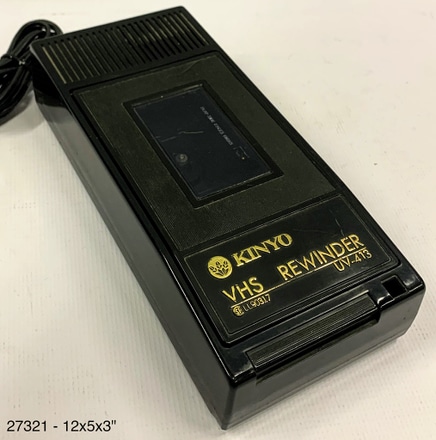 KINYO
VHS REWINDER
UV-413
27321 - 12x5x3"